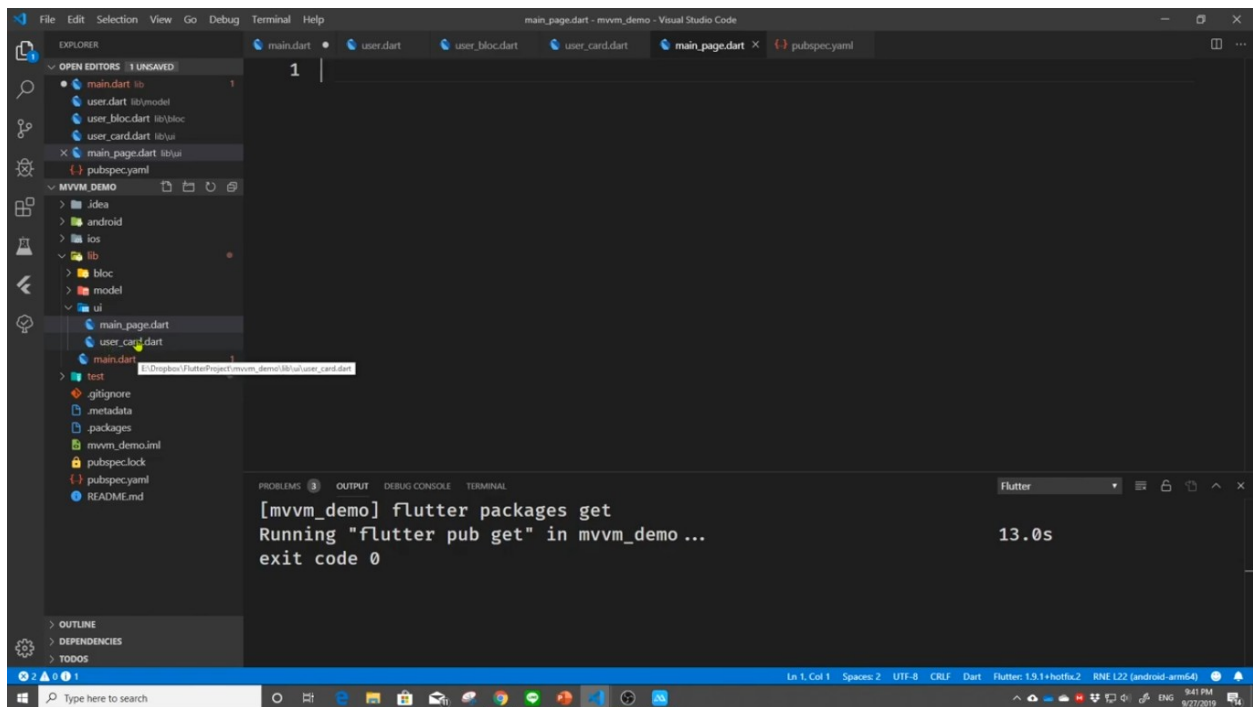 File Edit Selection View Go Debug Terminal Help
main_page.dart - mvvm_demo - Visual Studio Code
EXPLORER
main.dart
user.dart
user_bloc.dart
user_card.dart
main_page.dart
{..} pubspec.yaml
OPEN EDITORS 1 UNSAVED
main.dart lib 1
user.dart lib\model
user_bloc.dart lib\bloc
user_card.dart lib\ui
main_page.dart lib\ui
{..} pubspec.yaml
MVVM_DEMO
.idea
android
ios
lib
bloc
model
ui
main_page.dart
user_card.dart
main.dart 1
E:\Dropbox\FlutterProject\mvvm_demo\lib\ui\user_card.dart
test
.gitignore
.metadata
.packages
mvvm_demo.iml
pubspec.lock
{..} pubspec.yaml
README.md
OUTLINE
DEPENDENCIES
TODOS
1
PROBLEMS 3 OUTPUT DEBUG CONSOLE TERMINAL
Flutter
[mvvm_demo] flutter packages get
Running "flutter pub get" in mvvm_demo... 13.0s
exit code 0
2 0 1
Ln 1, Col 1 Spaces: 2 UTF-8 CRLF Dart Flutter: 1.9.1+hotfix.2 RNE L22 (android-arm64)
Type here to search
ENG
9:41 PM
9/27/2019